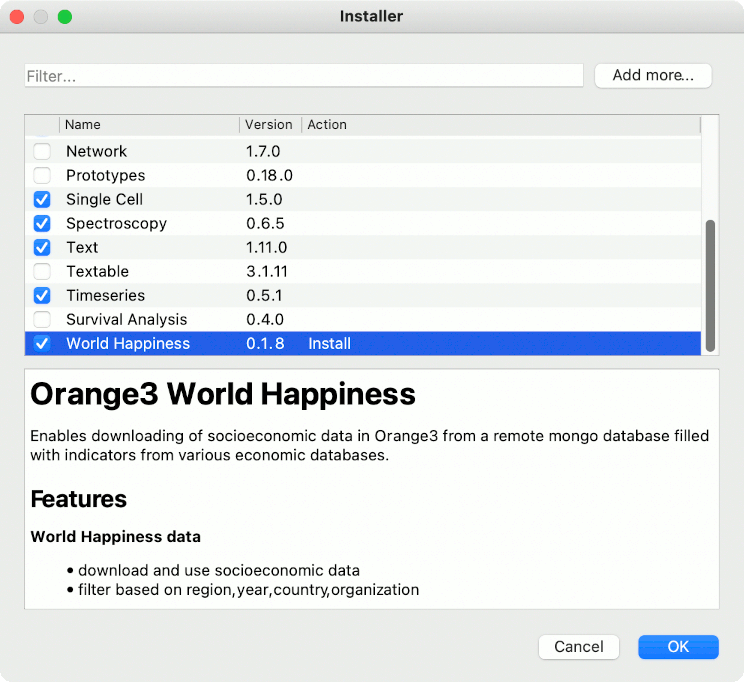 Installer
Filter...
Add more...
Name Version Action
Network 1.7.0
Prototypes 0.18.0
Single Cell 1.5.0
Spectroscopy 0.6.5
Text 1.11.0
Textable 3.1.11
Timeseries 0.5.1
Survival Analysis 0.4.0
World Happiness 0.1.8 Install
Orange3 World Happiness
Enables downloading of socioeconomic data in Orange3 from a remote mongo database filled
with indicators from various economic databases.
Features
World Happiness data
• download and use socioeconomic data
• filter based on region,year,country,organization
Cancel OK